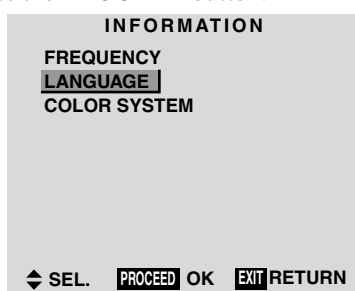 INFORMATION
FREQUENCY
LANGUAGE
COLOR SYSTEM
SEL. PROCEED OK EXIT RETURN